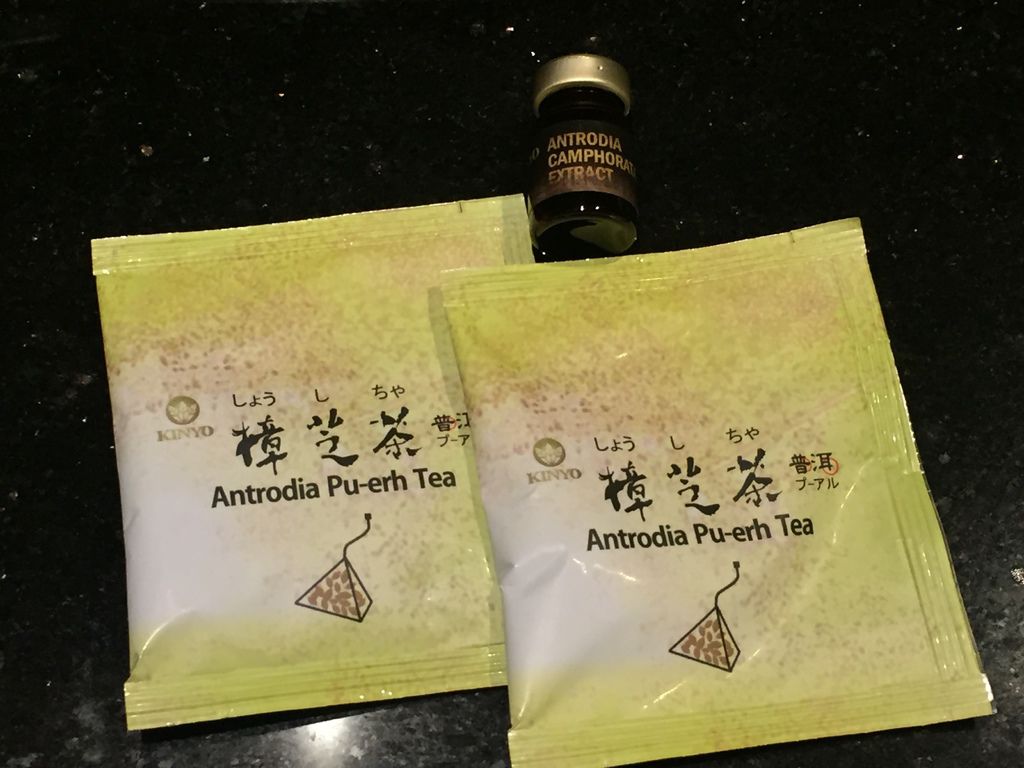 ANTRODIA
CAMPHORAT
EXTRACT
しょう し ちゃ
KINYO
樟芝茶 普洱
プーア
Antrodia Pu-erh Tea
しょう し ちゃ
KINYO
樟芝茶 普洱
プーアル
Antrodia Pu-erh Tea